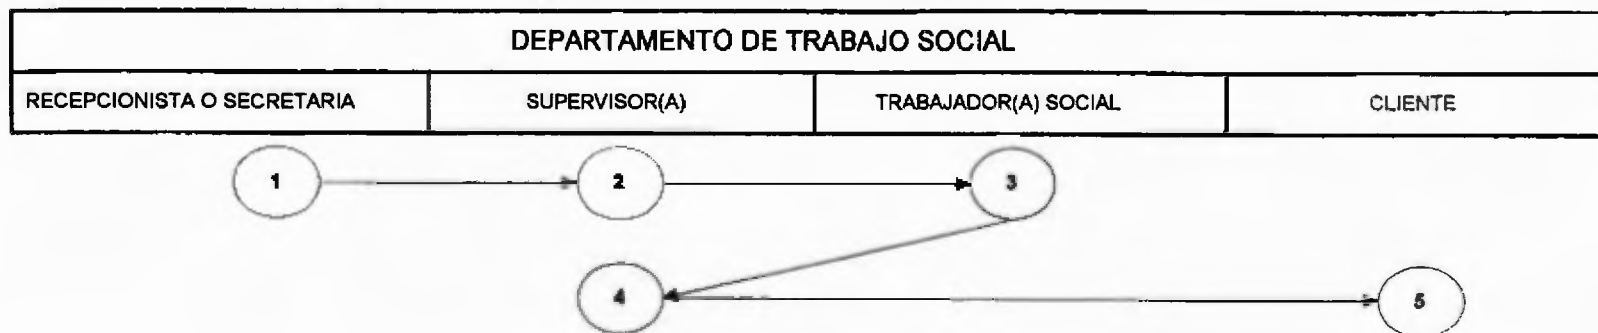 DEPARTAMENTO DE TRABAJO SOCIAL
RECEPCIONISTA O SECRETARIA SUPERVISOR(A) TRABAJADOR(A) SOCIAL CLIENTE
1 2 3
4 5